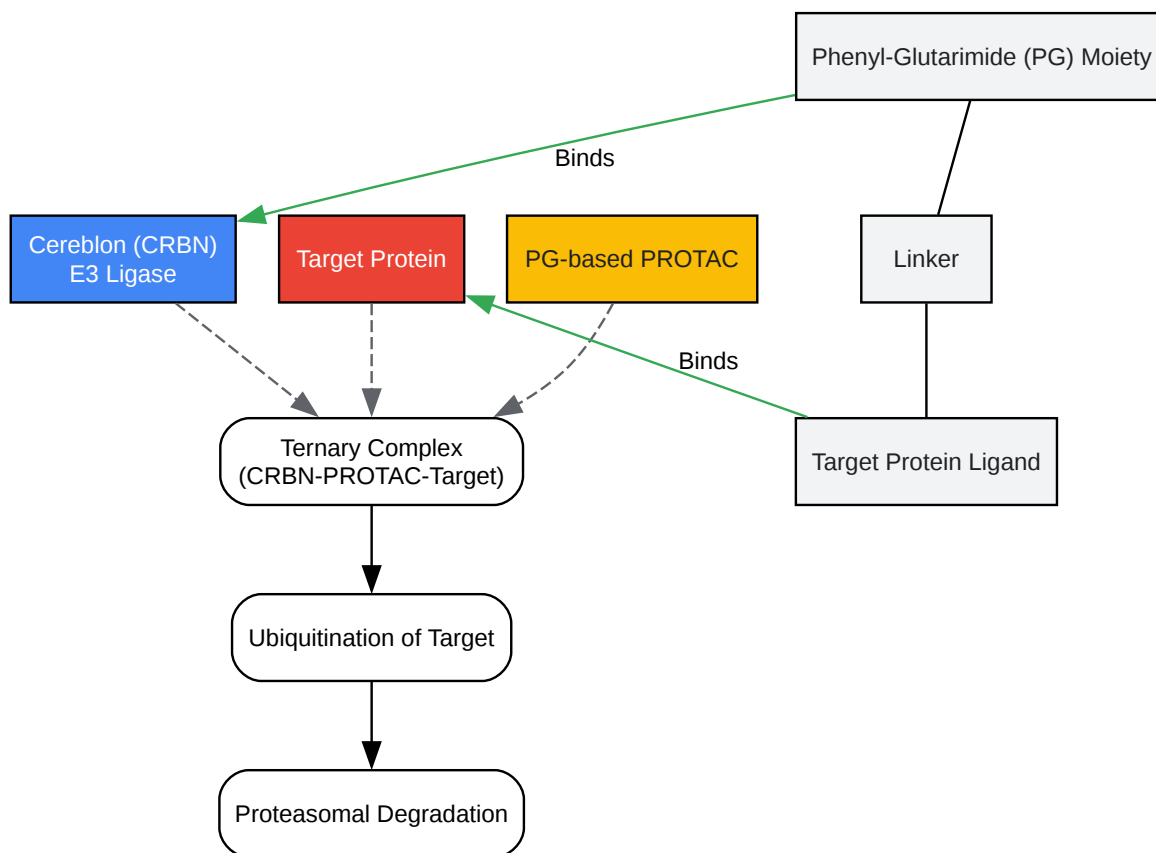 Phenyl-Glutarimide (PG) Moiety
Binds
Cereblon (CRBN)
E3 Ligase
Target Protein
PG-based PROTAC
Linker
Binds
Ternary Complex
(CRBN-PROTAC-Target)
Target Protein Ligand
Ubiquitination of Target
Proteasomal Degradation